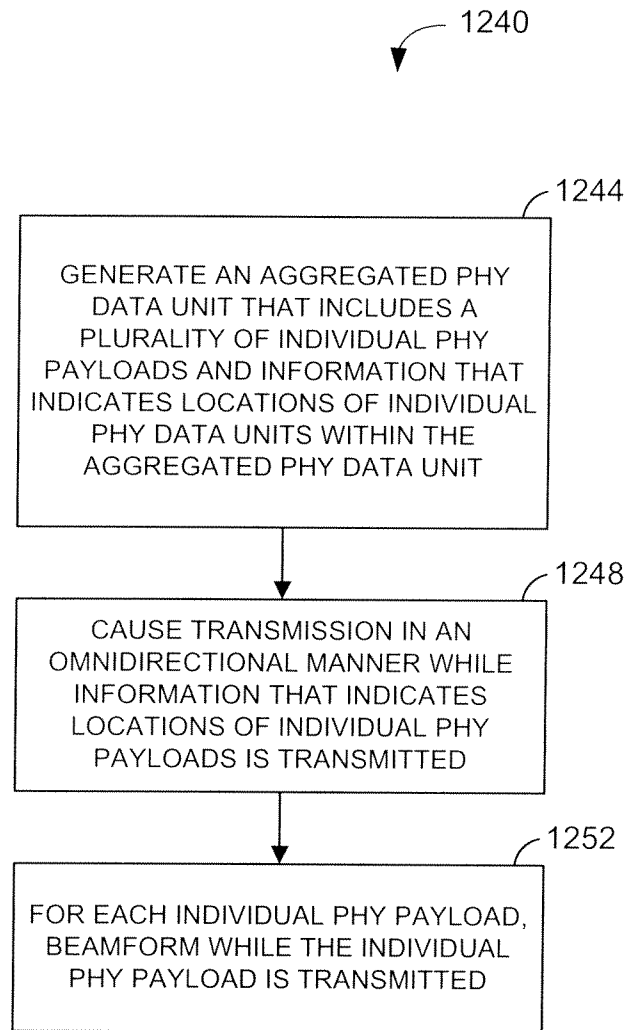 1240
1244
GENERATE AN AGGREGATED PHY
DATA UNIT THAT INCLUDES A
PLURALITY OF INDIVIDUAL PHY
PAYLOADS AND INFORMATION THAT
INDICATES LOCATIONS OF INDIVIDUAL
PHY DATA UNITS WITHIN THE
AGGREGATED PHY DATA UNIT
1248
CAUSE TRANSMISSION IN AN
OMNIDIRECTIONAL MANNER WHILE
INFORMATION THAT INDICATES
LOCATIONS OF INDIVIDUAL PHY
PAYLOADS IS TRANSMITTED
1252
FOR EACH INDIVIDUAL PHY PAYLOAD,
BEAMFORM WHILE THE INDIVIDUAL
PHY PAYLOAD IS TRANSMITTED